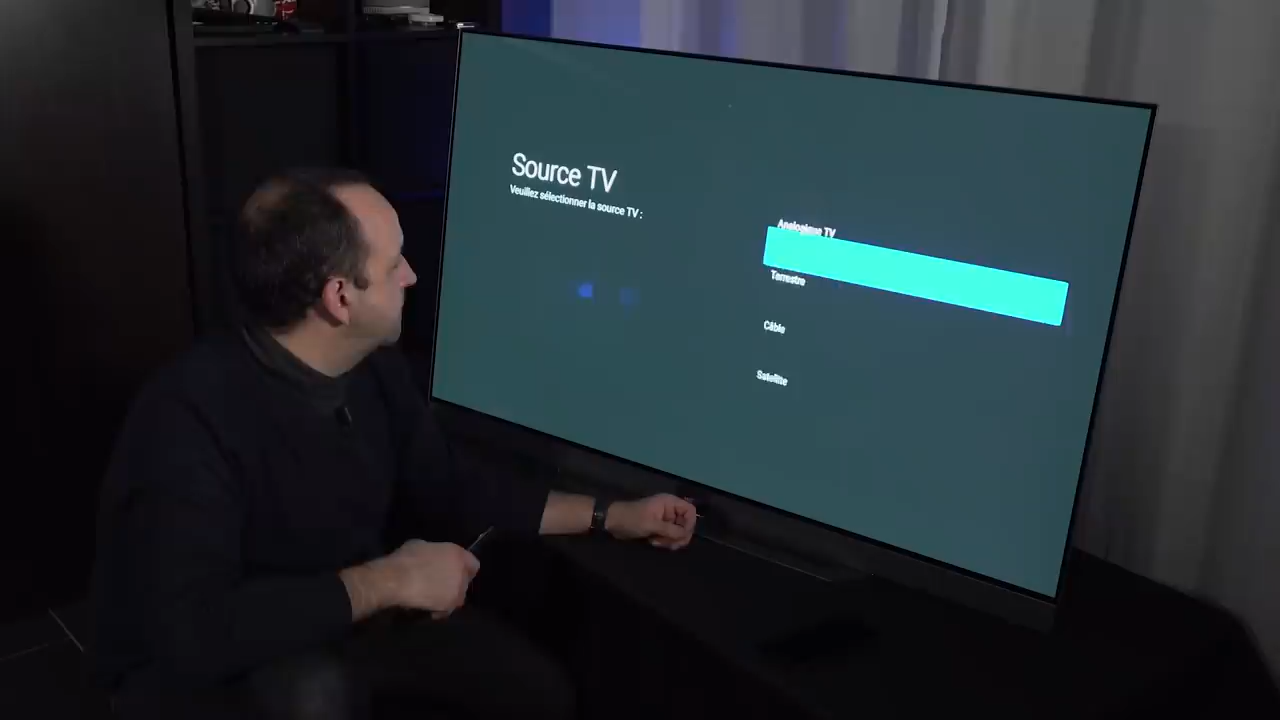 Source TV
Veuillez sélectionner la source TV :
Analogique TV
Terrestre
Câble
Satellite